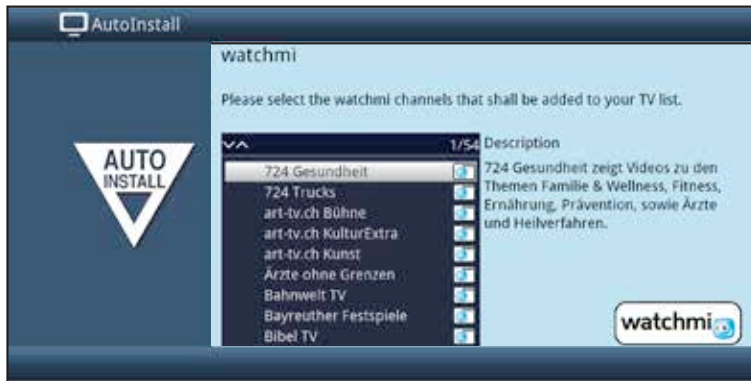 AutoInstall
watchmi
Please select the watchmi channels that shall be added to your TV list.
AUTO
INSTALL
1/54
724 Gesundheit
724 Trucks
art-tv.ch Bühne
art-tv.ch KulturExtra
art-tv.ch Kunst
Ärzte ohne Grenzen
Bahnwelt TV
Bayreuther Festspiele
Bibel TV
Description
724 Gesundheit zeigt Videos zu den
Themen Familie & Wellness, Fitness,
Ernährung, Prävention, sowie Ärzte
und Heilverfahren.
watchmi